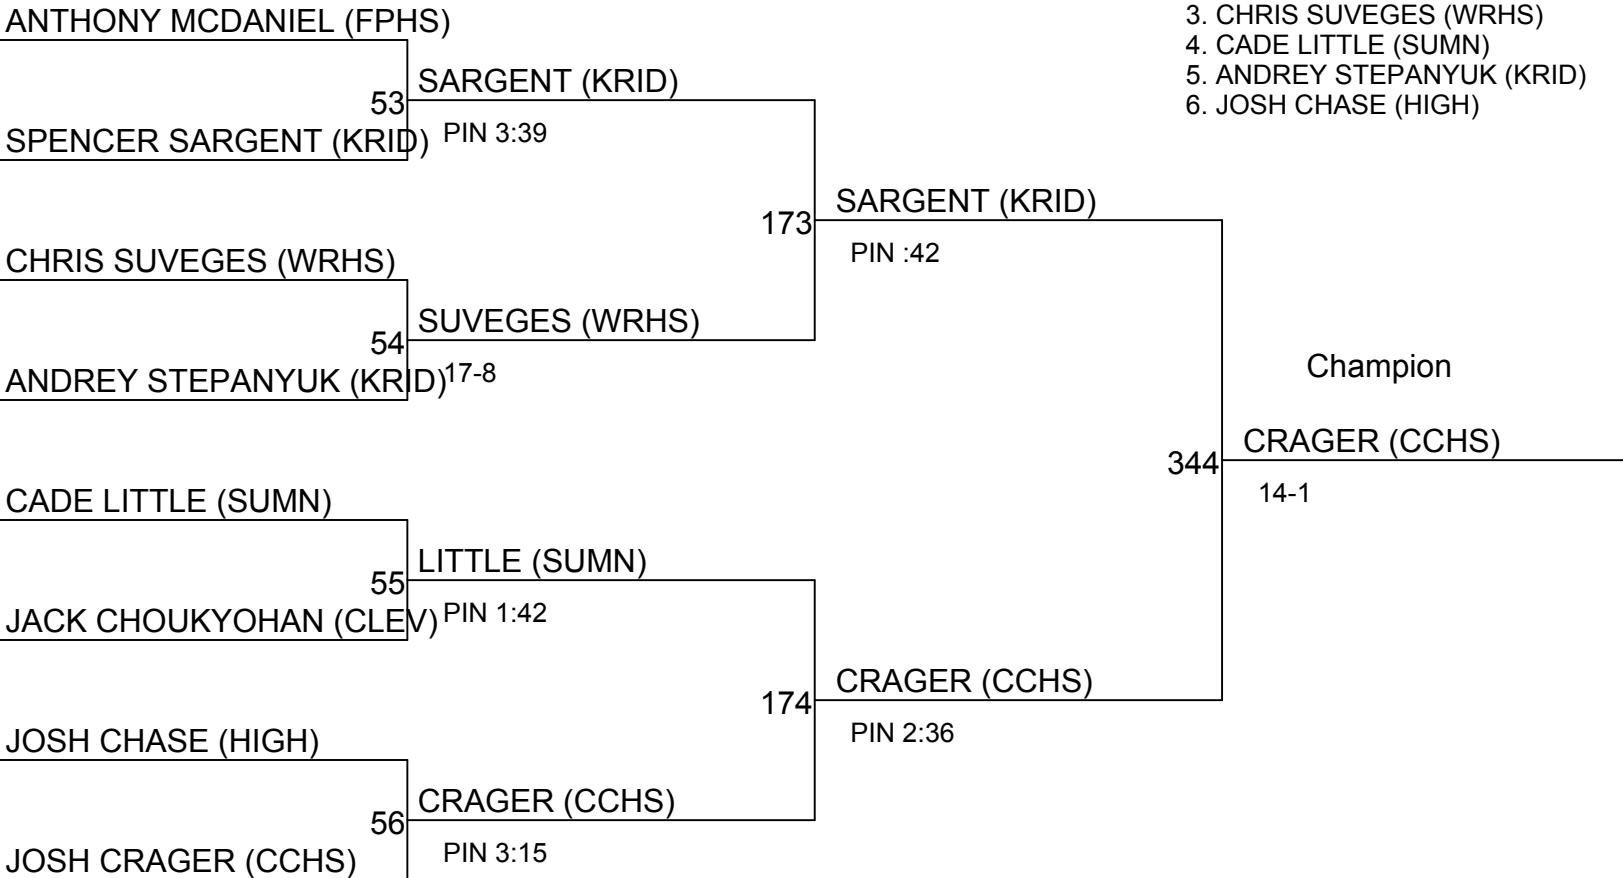 ANTHONY MCDANIEL (FPHS)
3. CHRIS SUVEGES (WRHS)
4. CADE LITTLE (SUMN)
5. ANDREY STEPANYUK (KRID)
6. JOSH CHASE (HIGH)
53
SARGENT (KRID)
PIN 3:39
SPENCER SARGENT (KRID)
173
SARGENT (KRID)
PIN :42
CHRIS SUVEGES (WRHS)
54
SUVEGES (WRHS)
17-8
ANDREY STEPANYUK (KRID)
Champion
344
CRAGER (CCHS)
14-1
CADE LITTLE (SUMN)
55
LITTLE (SUMN)
PIN 1:42
JACK CHOUKYOHAN (CLEV)
174
CRAGER (CCHS)
PIN 2:36
JOSH CHASE (HIGH)
56
CRAGER (CCHS)
PIN 3:15
JOSH CRAGER (CCHS)